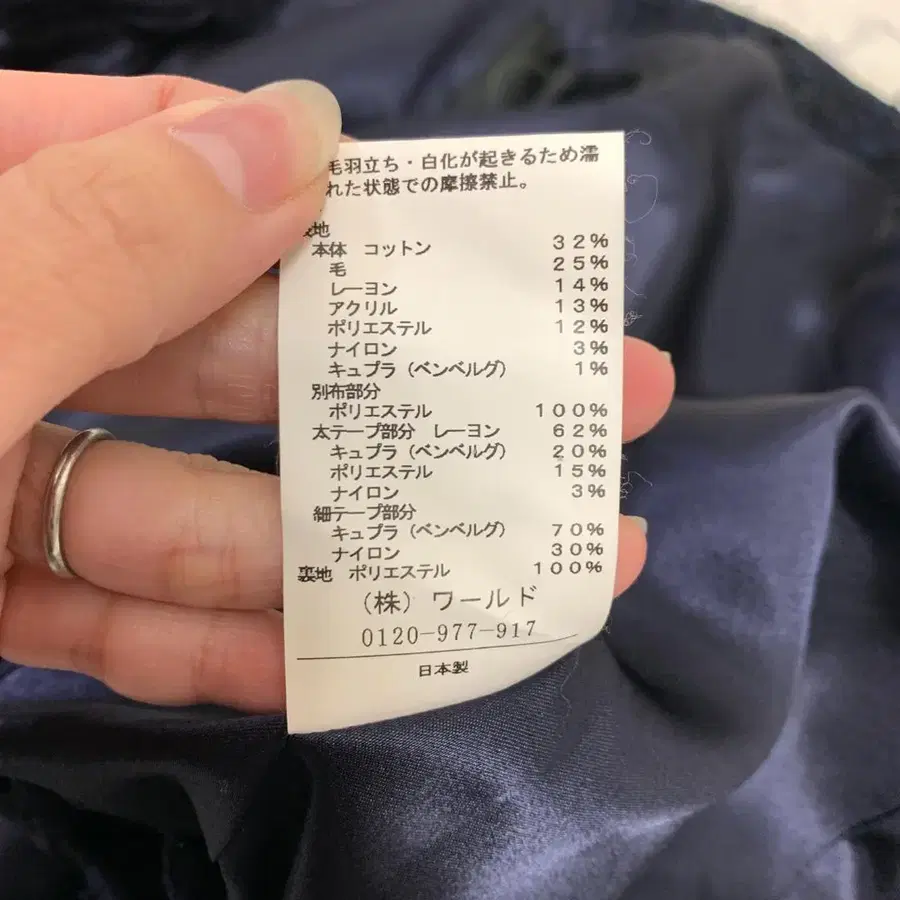 毛羽立ち・白化が起きるため濡
れた状態での摩擦禁止。
地
本体 コットン 32%
毛 25%
レーヨン 14%
アクリル 13%
ポリエステル 12%
ナイロン 3%
キュプラ（ベンベルグ） 1%
別布部分
ポリエステル 100%
太テープ部分 レーヨン 62%
キュプラ（ベンベルグ） 20%
ポリエステル 15%
ナイロン 3%
細テープ部分
キュプラ（ベンベルグ） 70%
ナイロン 30%
裏地 ポリエステル 100%
（株）ワールド
0120-977-917
日本製